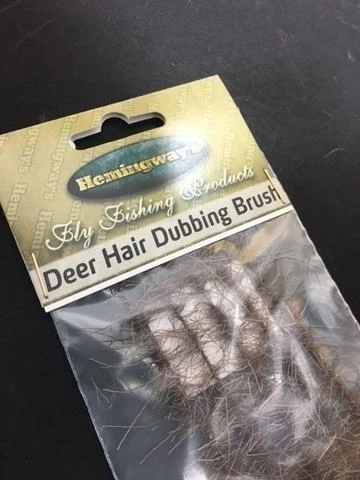 Hemingways
Fly Fishing Products
Deer Hair Dubbing Brush